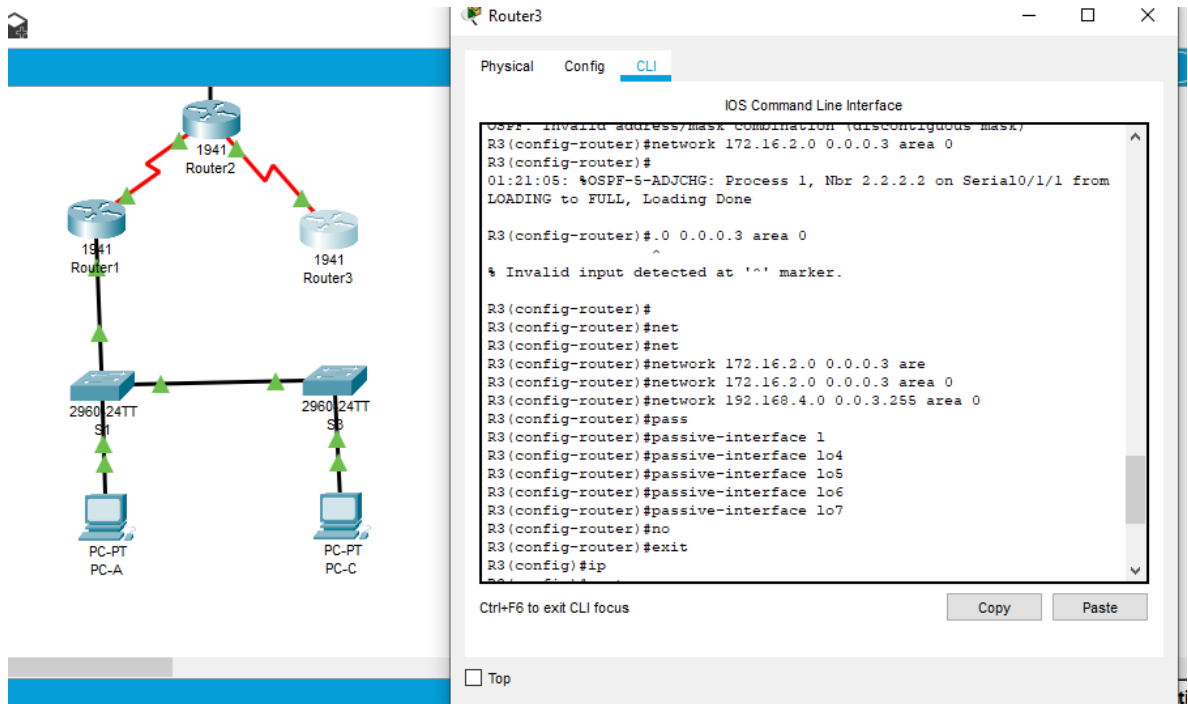 Router3
Physical Config CLI
IOS Command Line Interface
OSPF: Invalid address/mask combination (discontiguous mask)
R3(config-router)#network 172.16.2.0 0.0.0.3 area 0
R3(config-router)#
01:21:05: %OSPF-5-ADJCHG: Process 1, Nbr 2.2.2.2 on Serial0/1/1 from
LOADING to FULL, Loading Done
R3(config-router)#.0 0.0.0.3 area 0
^
% Invalid input detected at '^' marker.
R3(config-router)#
R3(config-router)#net
R3(config-router)#net
R3(config-router)#network 172.16.2.0 0.0.0.3 are
R3(config-router)#network 172.16.2.0 0.0.0.3 area 0
R3(config-router)#network 192.168.4.0 0.0.3.255 area 0
R3(config-router)#pass
R3(config-router)#passive-interface l
R3(config-router)#passive-interface lo4
R3(config-router)#passive-interface lo5
R3(config-router)#passive-interface lo6
R3(config-router)#passive-interface lo7
R3(config-router)#no
R3(config-router)#exit
R3(config)#ip
Ctrl+F6 to exit CLI focus
Copy Paste
Top
1941
Router2
1941
Router1
1941
Router3
2960-24TT
S1
2960-24TT
S3
PC-PT
PC-A
PC-PT
PC-C